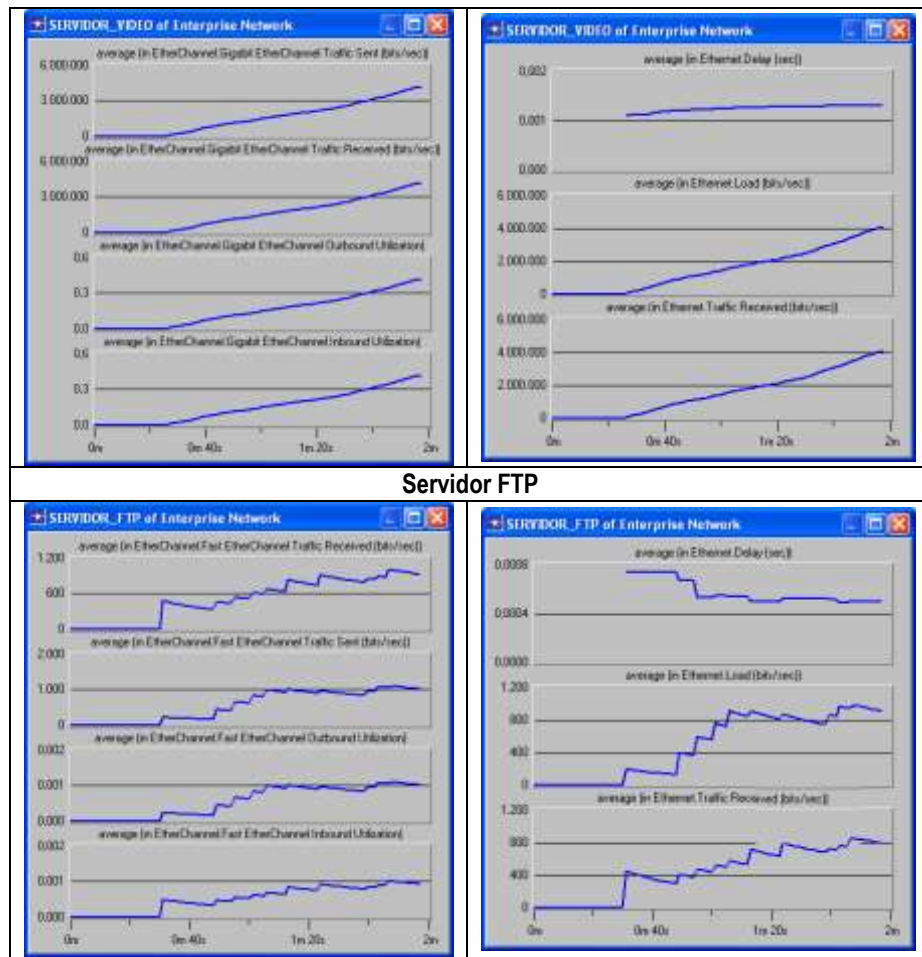 SERVIDOR_VIDEO of Enterprise Network
average (in EtherChannel.Gigabit EtherChannel Traffic Sent (bits/sec))
6.000.000
3.000.000
0
average (in EtherChannel.Gigabit EtherChannel Traffic Received (bits/sec))
6.000.000
3.000.000
0
average (in EtherChannel.Gigabit EtherChannel Outbound Utilization)
0,6
0,3
0,0
average (in EtherChannel.Gigabit EtherChannel Inbound Utilization)
0,6
0,3
0,0
0m 0m 40s 1m 20s 2m
SERVIDOR_VIDEO of Enterprise Network
average (in Ethernet.Delay (sec))
0,002
0,001
0,000
average (in Ethernet.Load (bits/sec))
6.000.000
4.000.000
2.000.000
0
average (in Ethernet.Traffic Received (bits/sec))
6.000.000
4.000.000
2.000.000
0
0m 0m 40s 1m 20s 2m
Servidor FTP
SERVIDOR_FTP of Enterprise Network
average (in EtherChannel.Fast EtherChannel Traffic Received (bits/sec))
1.200
600
0
average (in EtherChannel.Fast EtherChannel Traffic Sent (bits/sec))
2.000
1.000
0
average (in EtherChannel.Fast EtherChannel Outbound Utilization)
0,002
0,001
0,000
average (in EtherChannel.Fast EtherChannel Inbound Utilization)
0,002
0,001
0,000
0m 0m 40s 1m 20s 2m
SERVIDOR_FTP of Enterprise Network
average (in Ethernet.Delay (sec))
0,0008
0,0004
0,0000
average (in Ethernet.Load (bits/sec))
1.200
800
400
0
average (in Ethernet.Traffic Received (bits/sec))
1.200
800
400
0
0m 0m 40s 1m 20s 2m